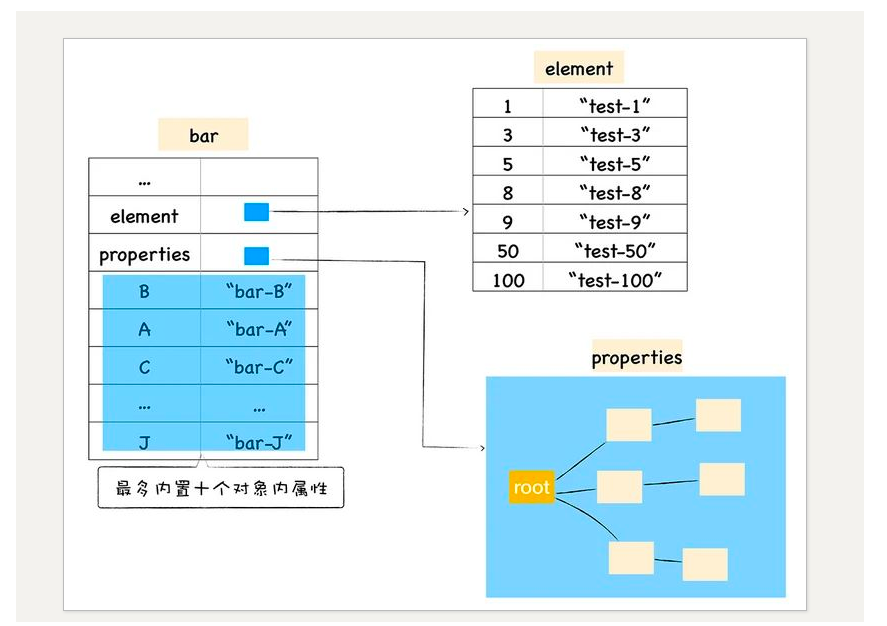 bar
...
element
properties
B "bar-B"
A "bar-A"
C "bar-C"
... ...
J "bar-J"
最多内置十个对象内属性
element
1 "test-1"
3 "test-3"
5 "test-5"
8 "test-8"
9 "test-9"
50 "test-50"
100 "test-100"
properties
root